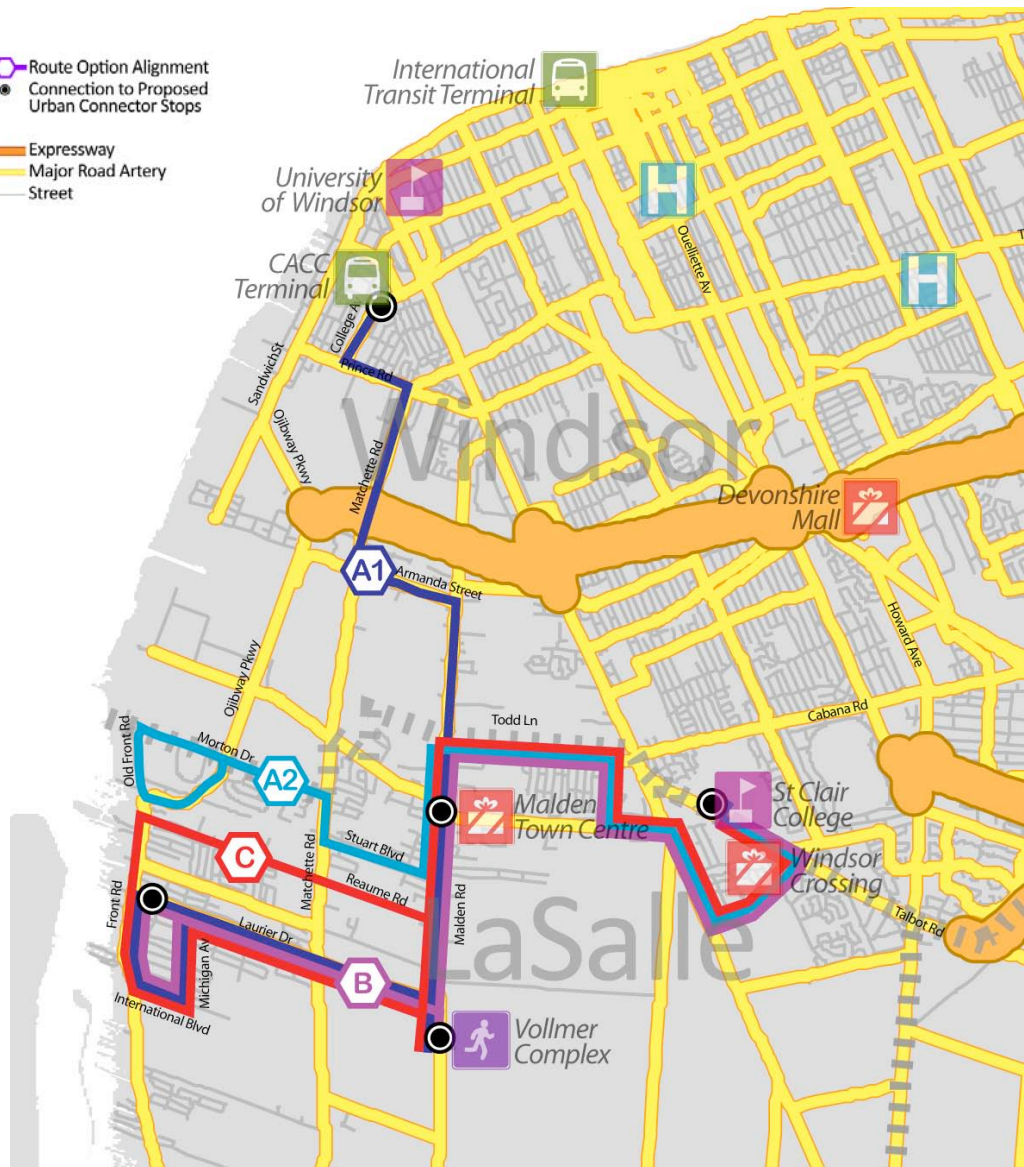 Route Option Alignment
Connection to Proposed
Urban Connector Stops
Expressway
Major Road Artery
Street
International
Transit Terminal
University
of Windsor
H
Ouelliette Av
CACC
Terminal
H
College A
Prince Rd
SandwichSt
Ojibway Pkwy
Windsor
Matchette Rd
Devonshire
Mall
A1
Armanda Street
Howard Ave
Ojibway Pkwy
Cabana Rd
Todd Ln
Old Front Rd
Morton Dr
A2
St Clair
College
Malden
Town Centre
Stuart Blvd
Matchette Rd
Windsor
Crossing
C
Reaume Rd
Front Rd
Malden Rd
Talbot Rd
LaSalle
Laurier Dr
Michigan Av
B
International Blvd
Vollmer
Complex